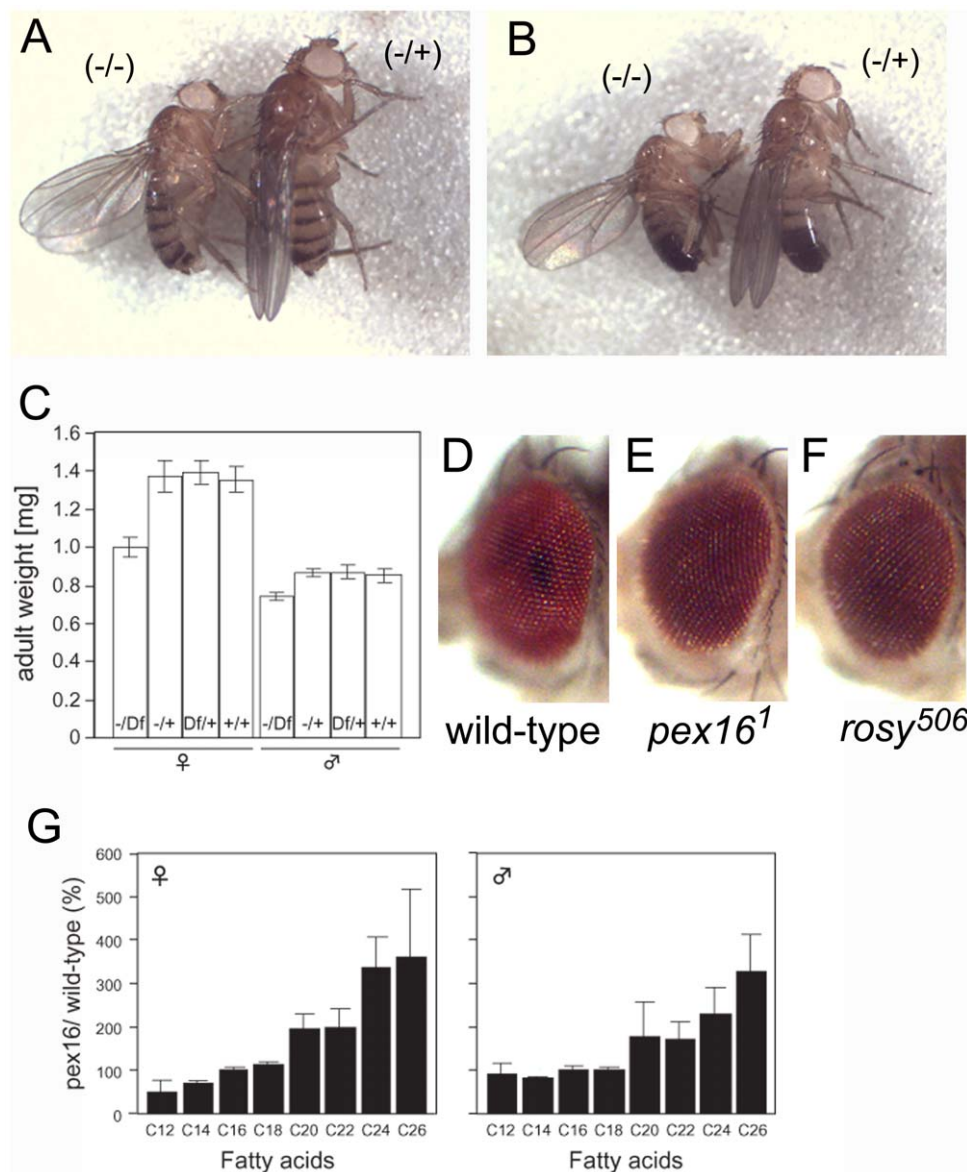 A
(-/-)
(-/+)
B
(-/-)
(-/+)
C
adult weight [mg]
1.6
1.4
1.2
1.0
0.8
0.6
0.4
0.2
0
-/Df -/+ Df/+ +/+ -/Df -/+ Df/+ +/+
♀ ♂
D
wild-type
E
pex16¹
F
rosy⁵⁰⁶
G
pex16/ wild-type (%)
600
500
400
300
200
100
0
♀
C12 C14 C16 C18 C20 C22 C24 C26
Fatty acids
♂
C12 C14 C16 C18 C20 C22 C24 C26
Fatty acids